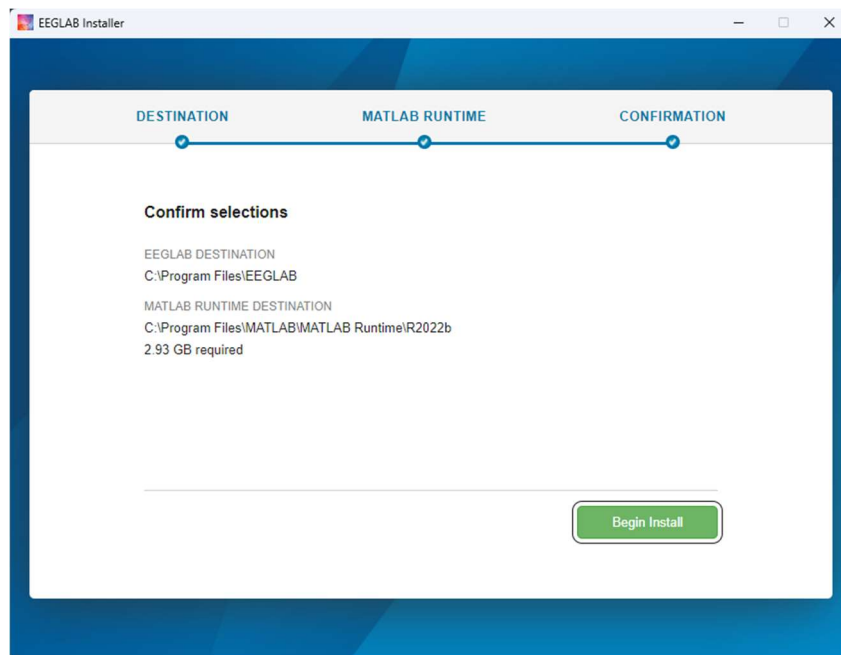 EEGLAB Installer
DESTINATION MATLAB RUNTIME CONFIRMATION
Confirm selections
EEGLAB DESTINATION
C:\Program Files\EEGLAB
MATLAB RUNTIME DESTINATION
C:\Program Files\MATLAB\MATLAB Runtime\R2022b
2.93 GB required
Begin Install